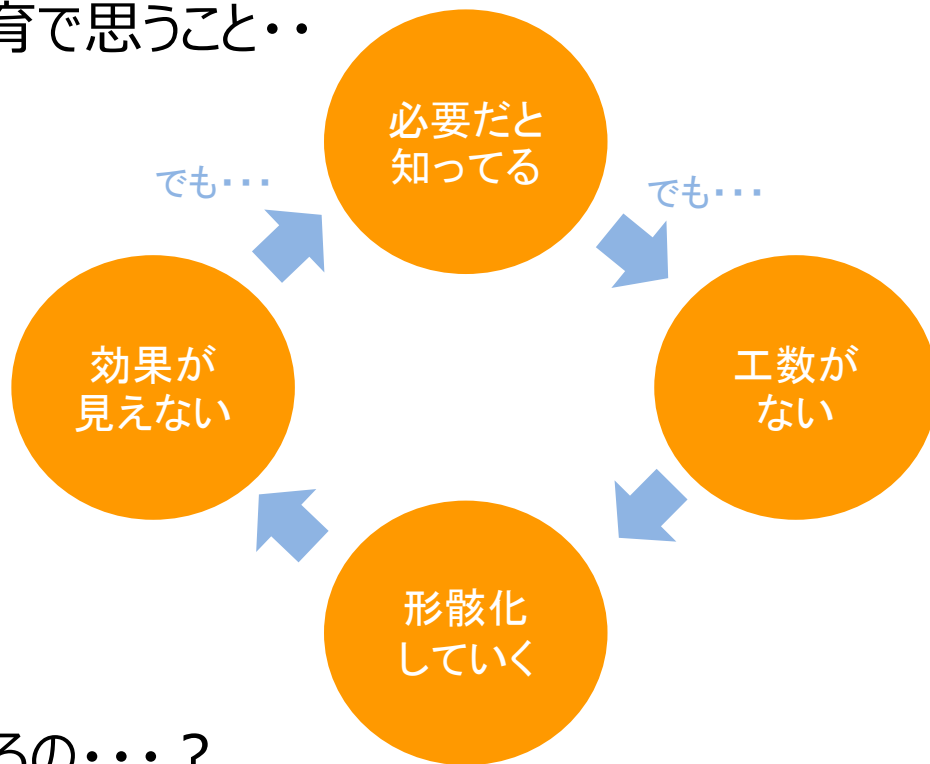 育で思うこと・・
必要だと
知ってる
でも・・・
でも・・・
効果が
見えない
工数が
ない
形骸化
していく
るの・・・？